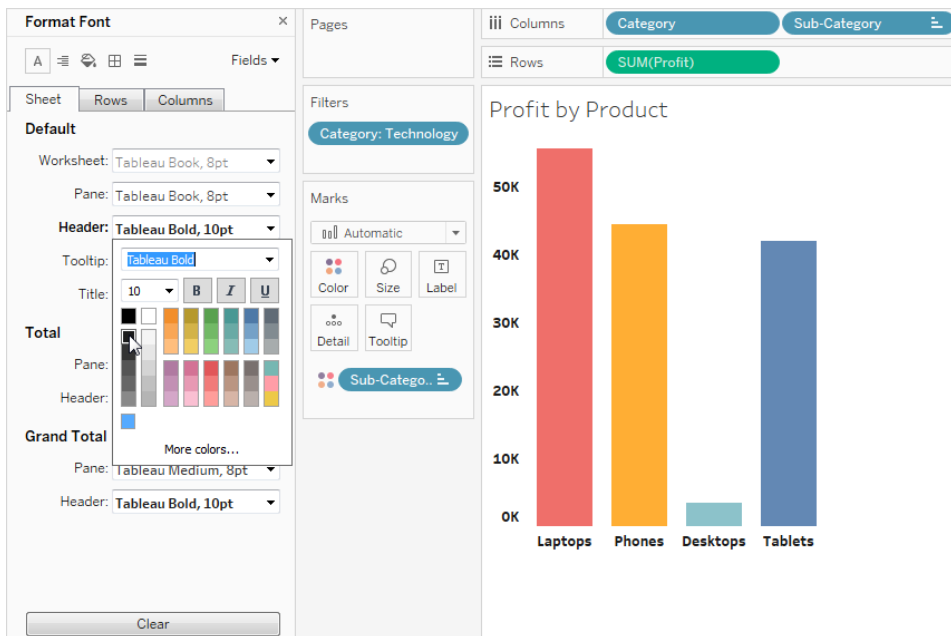 Format Font
Fields
Sheet
Rows
Columns
Default
Worksheet: Tableau Book, 8pt
Pane: Tableau Book, 8pt
Header: Tableau Bold, 10pt
Tooltip: Tableau Bold
Title: 10 B I U
Total
Pane:
Header:
More colors...
Grand Total
Pane: Tableau Medium, 8pt
Header: Tableau Bold, 10pt
Clear
Pages
Filters
Category: Technology
Marks
Automatic
Color
Size
Label
Detail
Tooltip
Sub-Catego..
Columns
Category
Sub-Category
Rows
SUM(Profit)
Profit by Product
50K
40K
30K
20K
10K
0K
Laptops
Phones
Desktops
Tablets